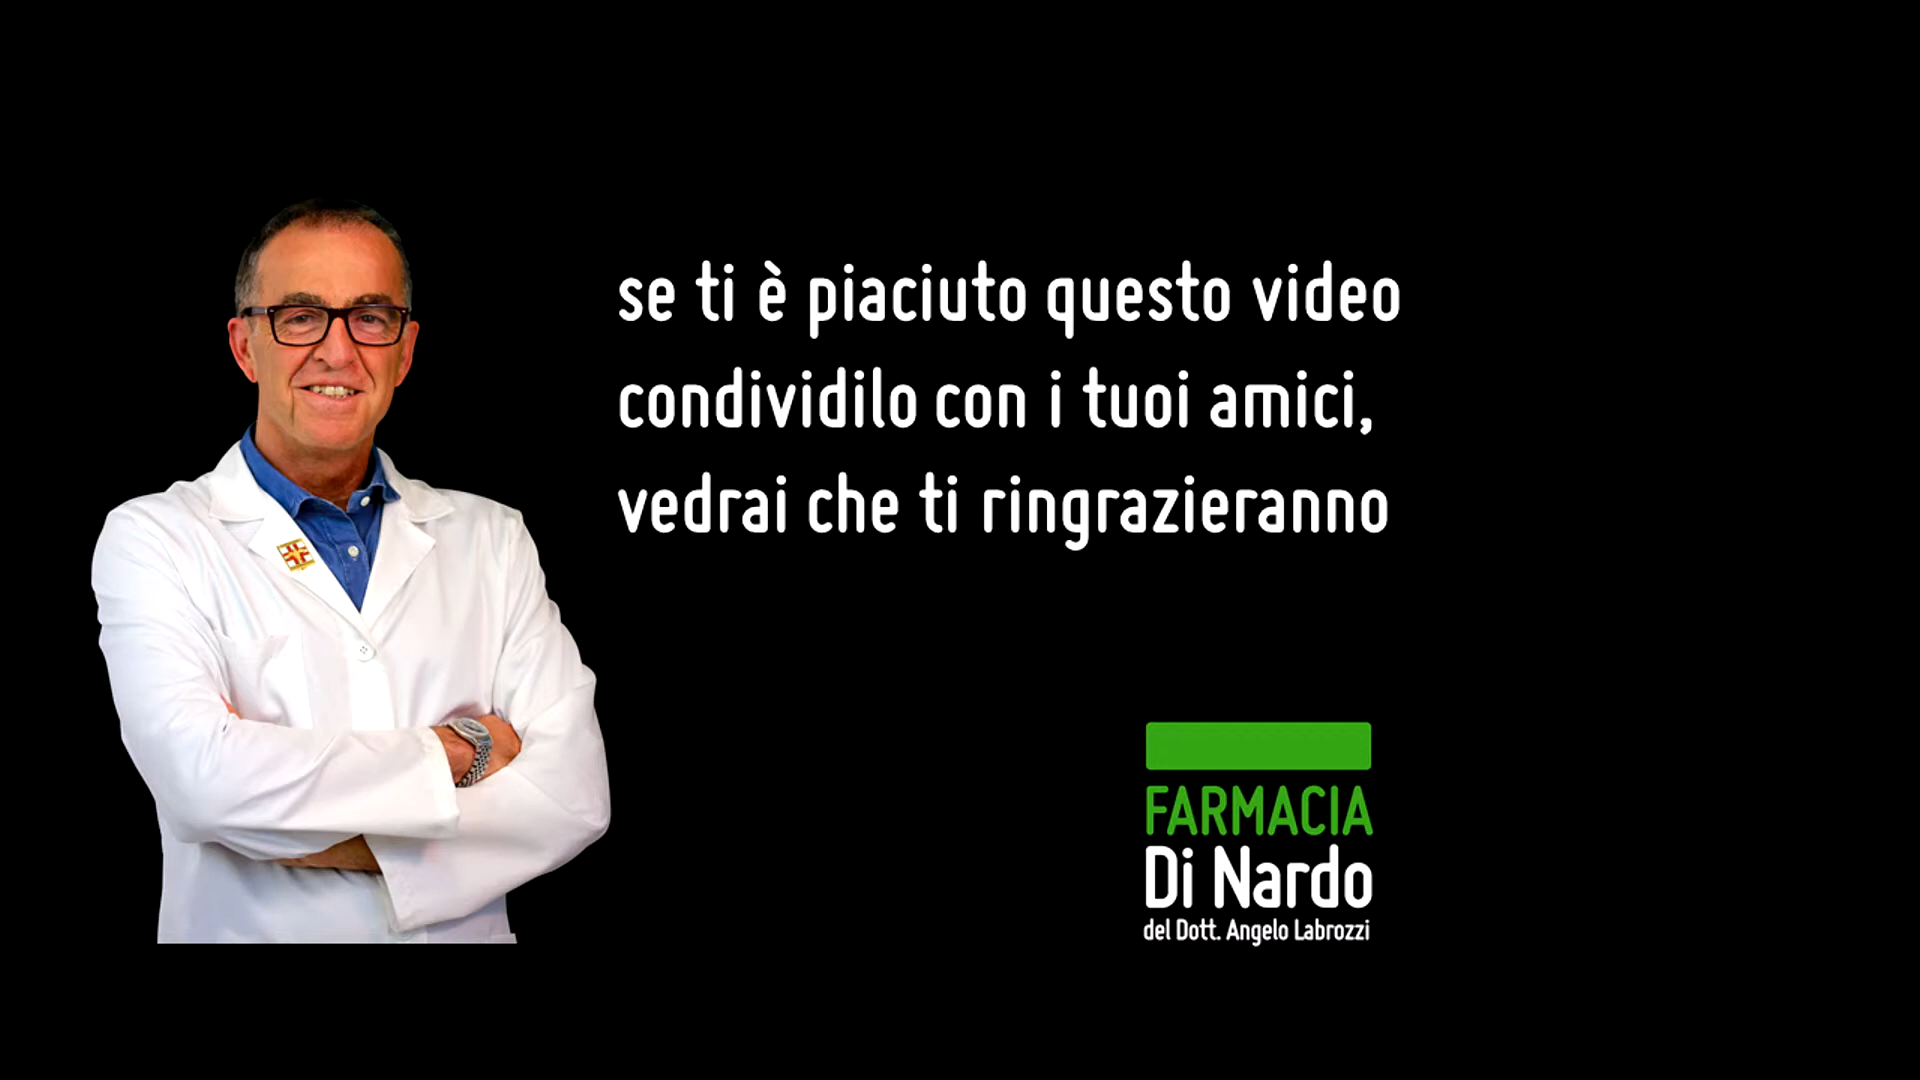 se ti è piaciuto questo video
condividilo con i tuoi amici,
vedrai che ti ringrazieranno
FARMACIA
Di Nardo
del Dott. Angelo Labrozzi